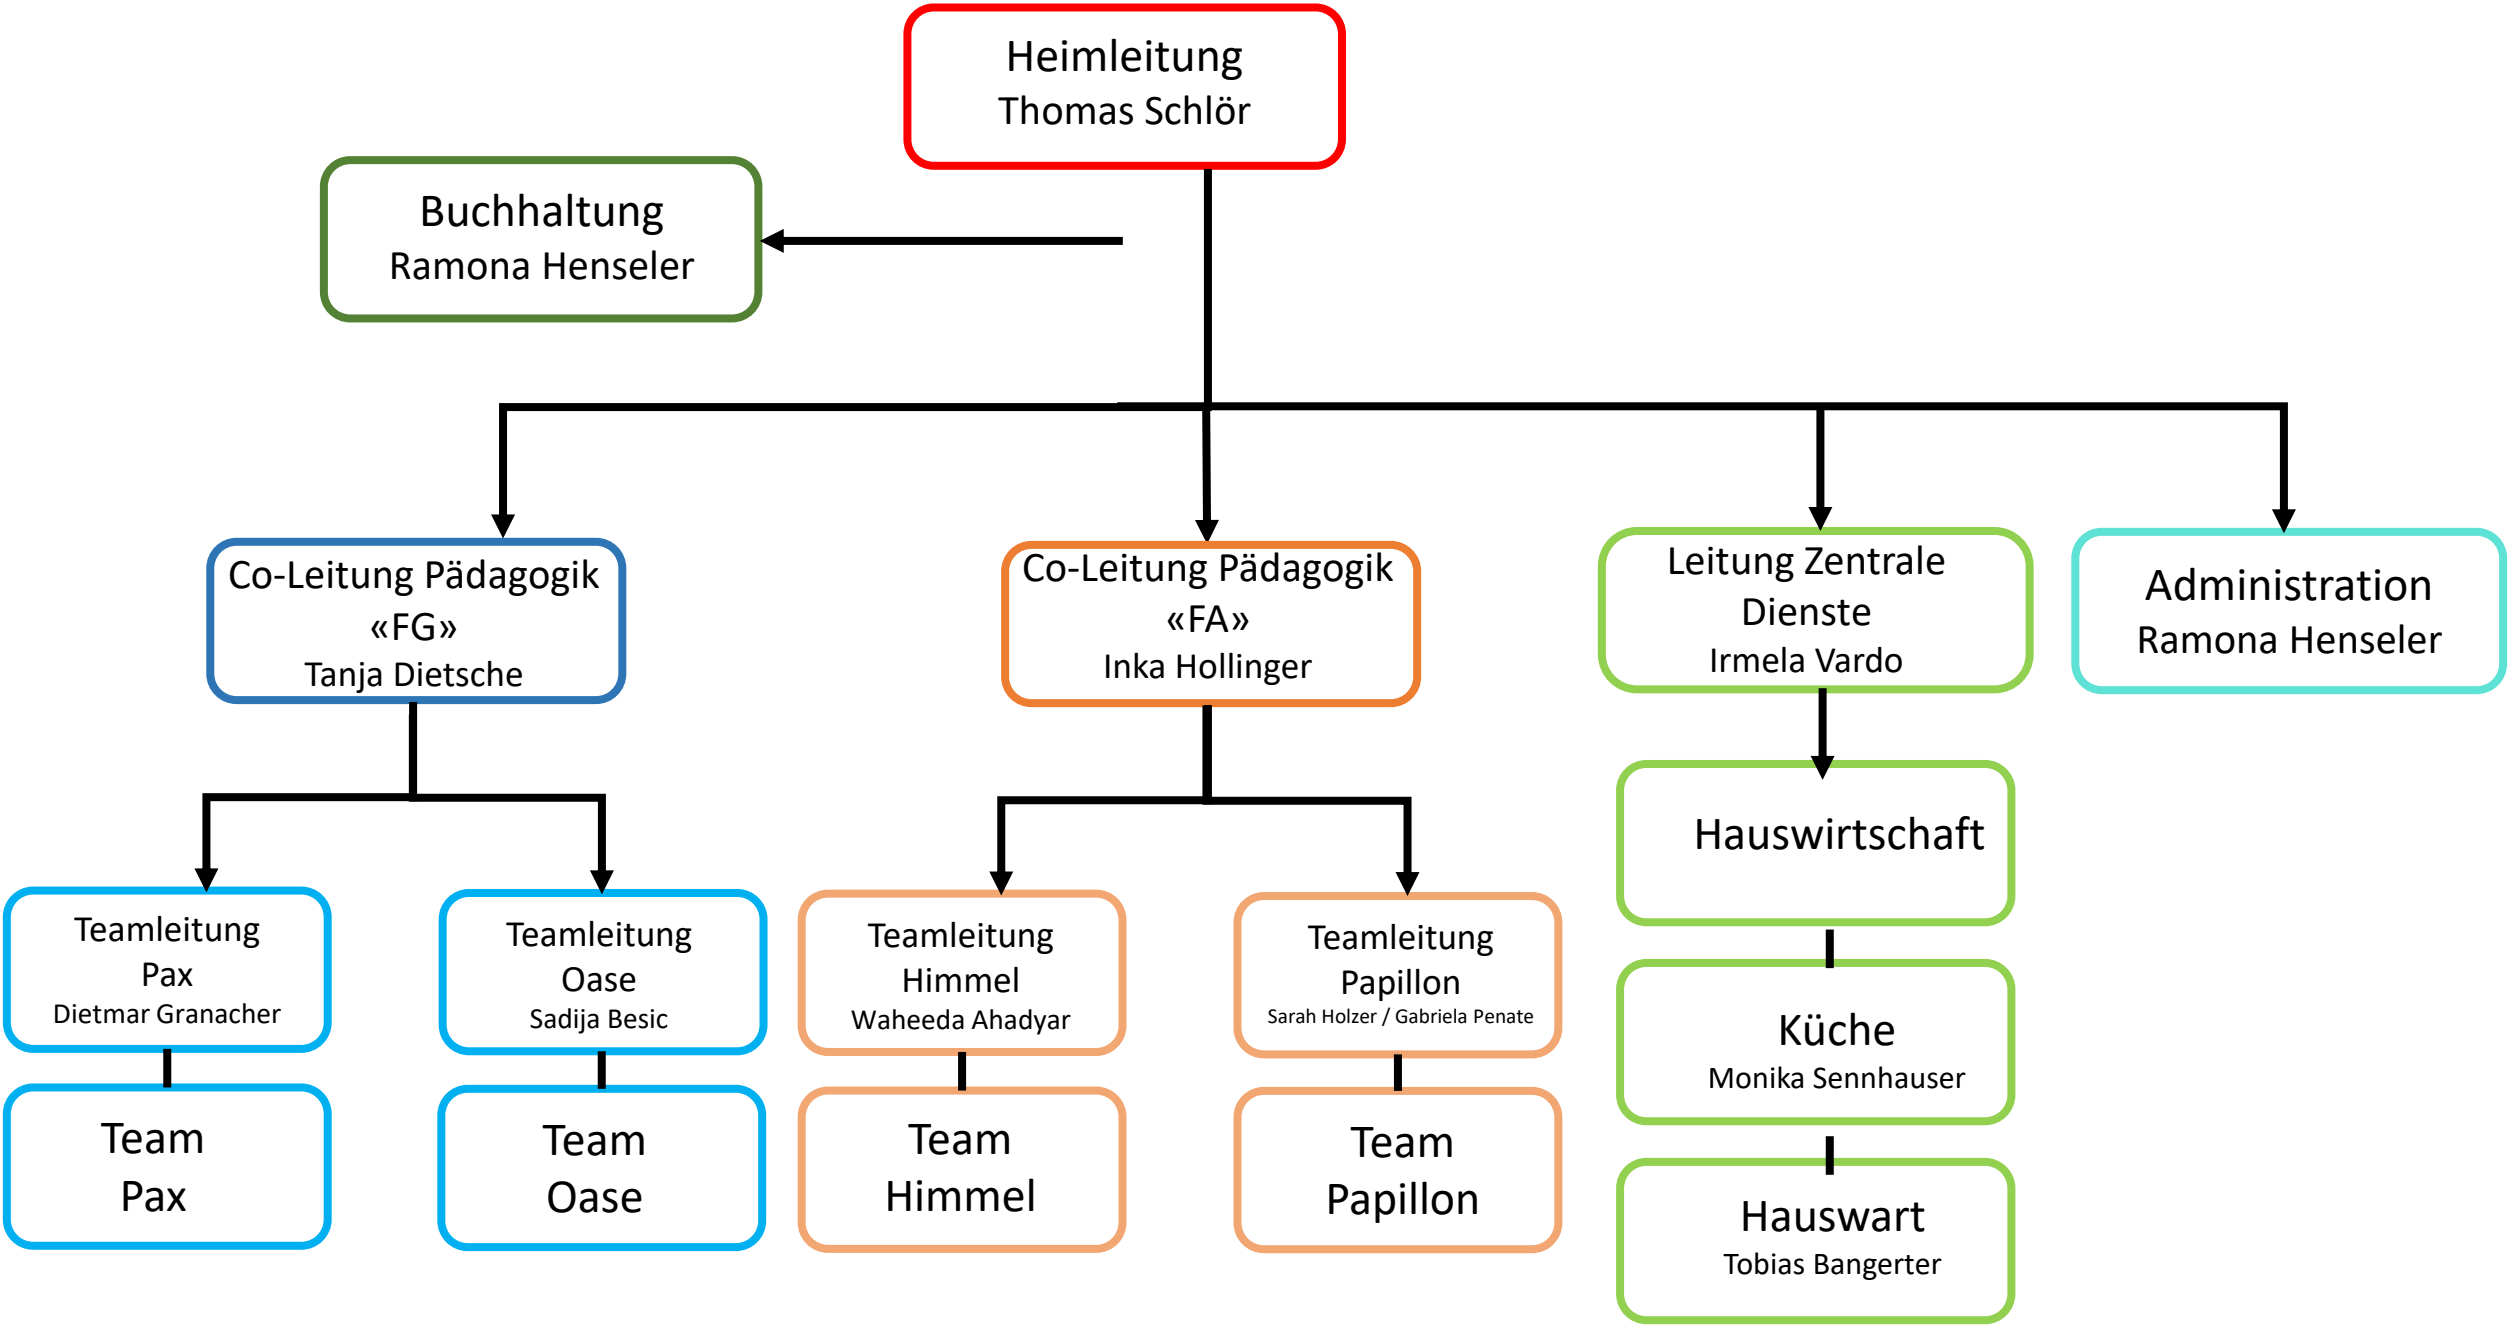 Heimleitung
Thomas Schlör
Buchhaltung
Ramona Henseler
Co-Leitung Pädagogik
«FG»
Tanja Dietsche
Co-Leitung Pädagogik
«FA»
Inka Hollinger
Leitung Zentrale
Dienste
Irmela Vardo
Administration
Ramona Henseler
Hauswirtschaft
Teamleitung
Pax
Dietmar Granacher
Teamleitung
Oase
Sadija Besic
Teamleitung
Himmel
Waheeda Ahadyar
Teamleitung
Papillon
Sarah Holzer / Gabriela Penate
Küche
Monika Sennhauser
Team
Pax
Team
Oase
Team
Himmel
Team
Papillon
Hauswart
Tobias Bangerter